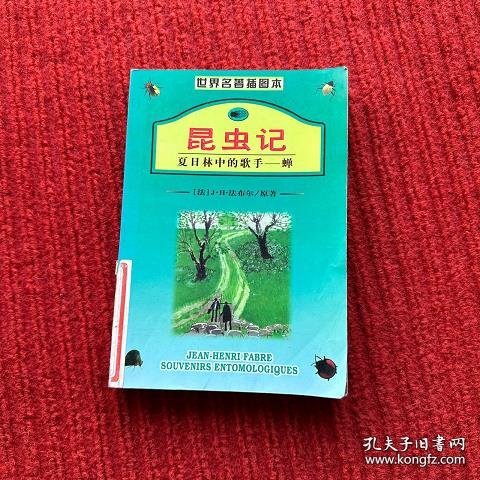 世界名著插图本
昆虫记
夏日林中的歌手——蝉
[法]J·H·法布尔/原著
JEAN-HENRI FABRE
SOUVENIRS ENTOMOLOGIQUES
孔夫子旧书网
www.kongfz.com